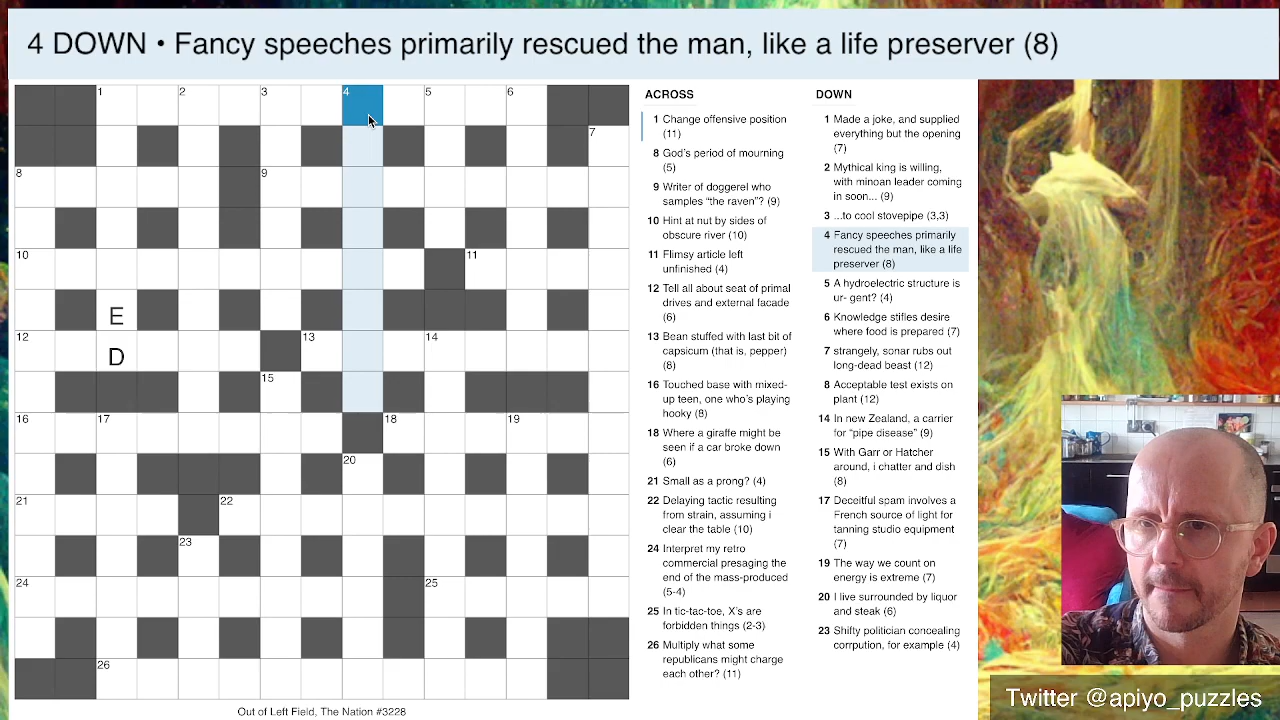 4 DOWN • Fancy speeches primarily rescued the man, like a life preserver (8)
1 2 3 4 5 6
7
8 9
10 11
E
12 D 13 14
15
16 17 18 19
20
21 22
23
24 25
26
Out of Left Field, The Nation #3228
ACROSS
1 Change offensive position
(11)
8 God's period of mourning
(5)
9 Writer of doggerel who
samples "the raven"? (9)
10 Hint at nut by sides of
obscure river (10)
11 Flimsy article left
unfinished (4)
12 Tell all about seat of primal
drives and external facade
(6)
13 Bean stuffed with last bit of
capsicum (that is, pepper)
(8)
16 Touched base with mixed-
up teen, one who's playing
hooky (8)
18 Where a giraffe might be
seen if a car broke down
(6)
21 Small as a prong? (4)
22 Delaying tactic resulting
from strain, assuming i
clear the table (10)
24 Interpret my retro
commercial presaging the
end of the mass-produced
(5-4)
25 In tic-tac-toe, X's are
forbidden things (2-3)
26 Multiply what some
republicans might charge
each other? (11)
DOWN
1 Made a joke, and supplied
everything but the opening
(7)
2 Mythical king is willing,
with minoan leader coming
in soon... (9)
3 ...to cool stovepipe (3,3)
4 Fancy speeches primarily
rescued the man, like a life
preserver (8)
5 A hydroelectric structure is
ur- gent? (4)
6 Knowledge stifles desire
where food is prepared (7)
7 strangely, sonar rubs out
long-dead beast (12)
8 Acceptable test exists on
plant (12)
14 In new Zealand, a carrier
for "pipe disease" (9)
15 With Garr or Hatcher
around, i chatter and dish
(8)
17 Deceitful spam involves a
French source of light for
tanning studio equipment
(7)
19 The way we count on
energy is extreme (7)
20 I live surrounded by liquor
and steak (6)
23 Shifty politician concealing
corrpution, for example (4)
Twitter @apiyo_puzzles